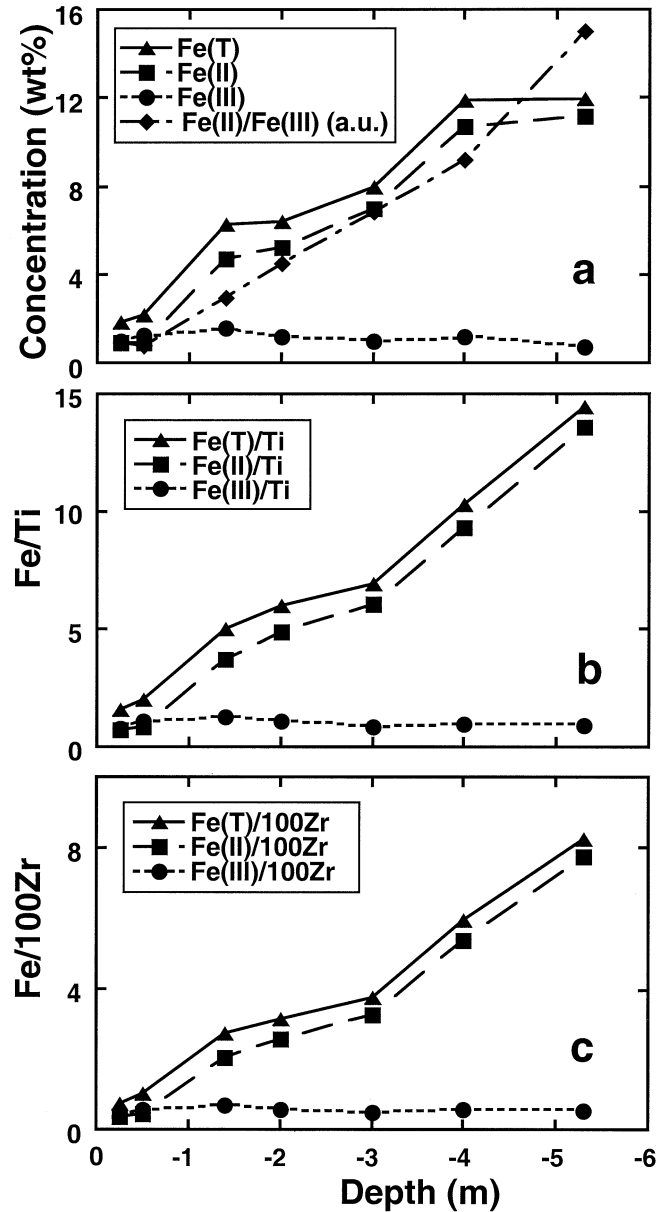 16
12
8
4
0
Concentration (wt%)
Fe(T)
Fe(II)
Fe(III)
Fe(II)/Fe(III) (a.u.)
a
15
10
5
0
Fe/Ti
Fe(T)/Ti
Fe(II)/Ti
Fe(III)/Ti
b
8
4
0
Fe/100Zr
Fe(T)/100Zr
Fe(II)/100Zr
Fe(III)/100Zr
c
0 -1 -2 -3 -4 -5 -6
Depth (m)